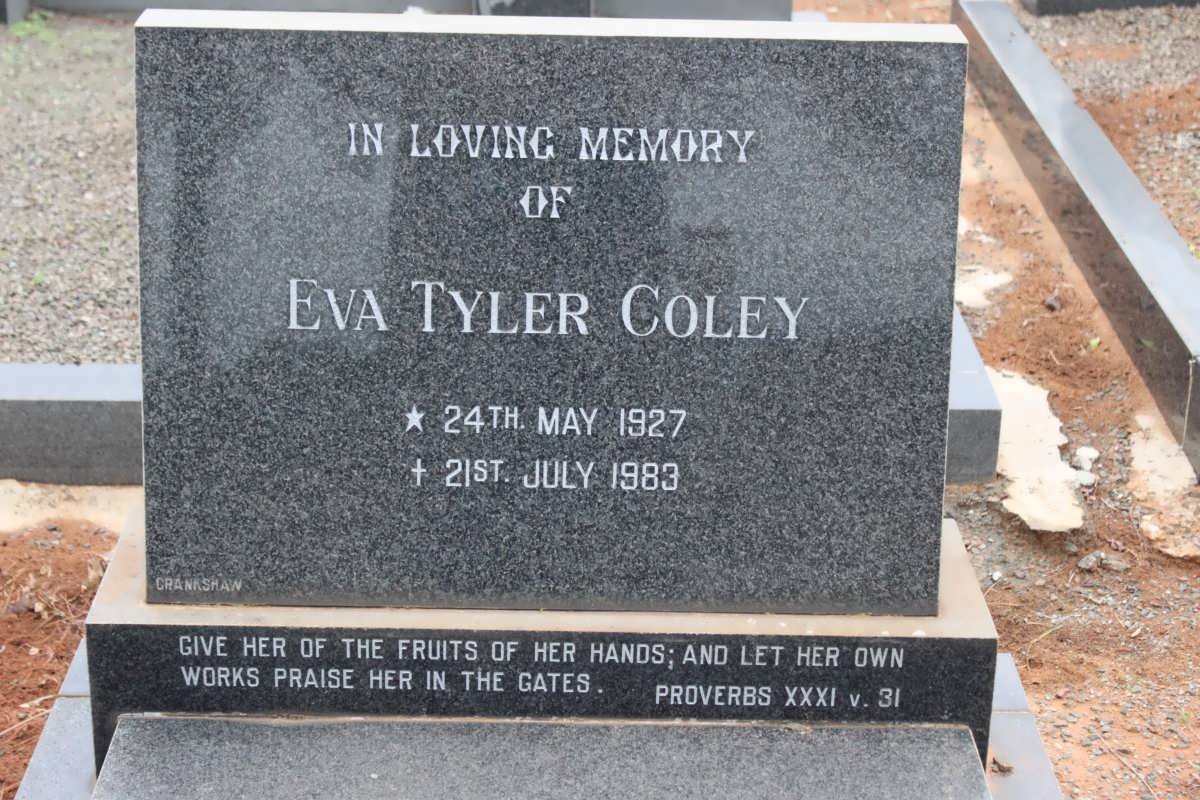 IN LOVING MEMORY
OF
EVA TYLER COLEY
★ 24TH. MAY 1927
✝ 21ST. JULY 1983
CRANKSHAW
GIVE HER OF THE FRUITS OF HER HANDS; AND LET HER OWN
WORKS PRAISE HER IN THE GATES. PROVERBS XXXI v. 31